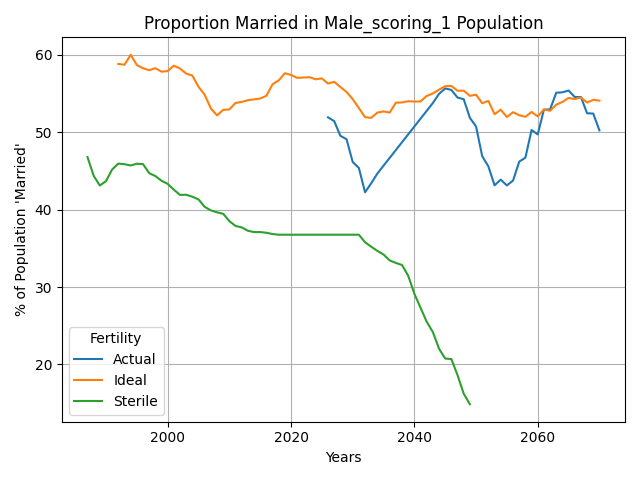 Proportion Married in Male_scoring_1 Population
% of Population 'Married'
60
50
40
30
20
Fertility
Actual
Ideal
Sterile
2000
2020
2040
2060
Years